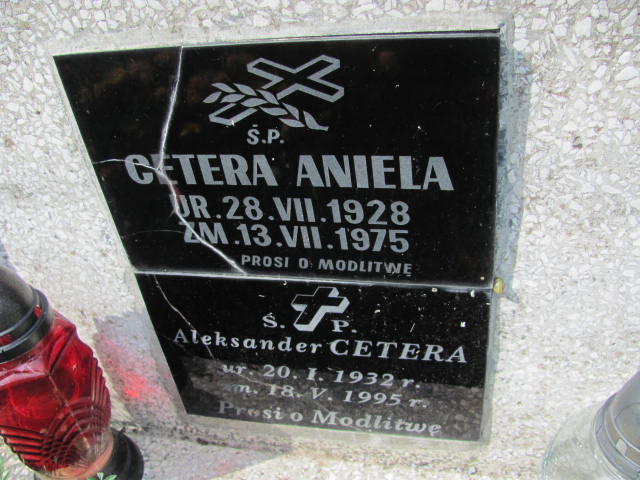 Ś.P.
CETERA ANIELA
UR. 28. VII. 1928
ZM. 13. VII. 1975
PROSI O MODLITWĘ
Ś. P.
Aleksander CETERA
ur. 20. I. 1932 r.
m. 18. V. 1995 r.
Prosi o Modlitwę